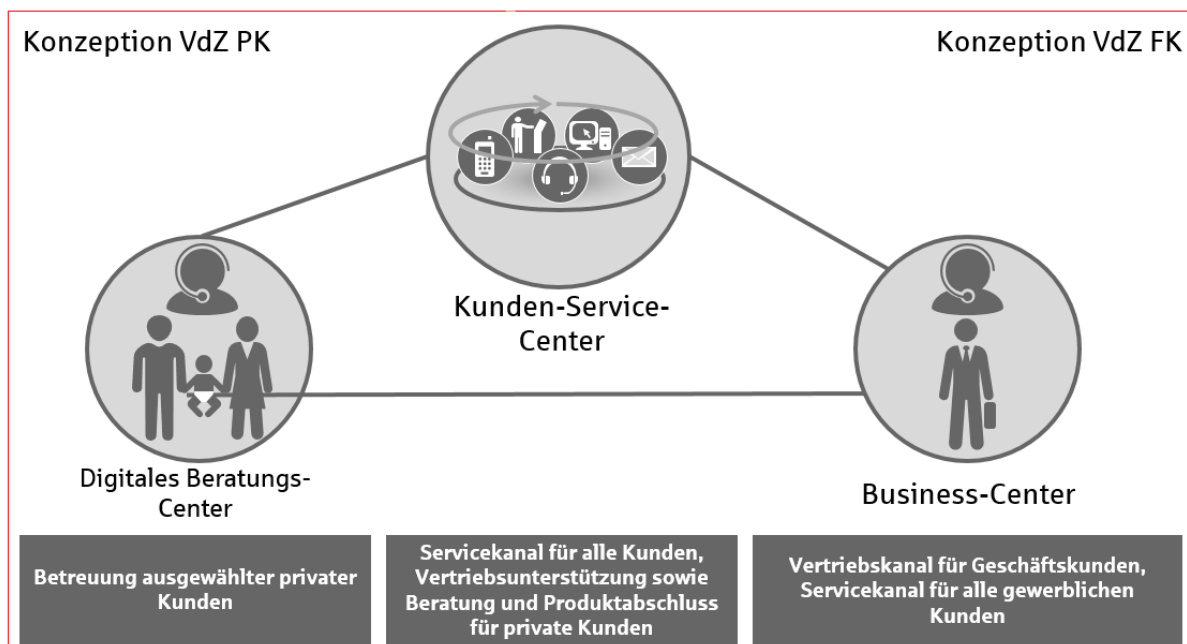 Konzeption VdZ PK
Konzeption VdZ FK
Kunden-Service-
Center
Digitales Beratungs-
Center
Business-Center
Betreuung ausgewählter privater
Kunden
Servicekanal für alle Kunden,
Vertriebsunterstützung sowie
Beratung und Produktabschluss
für private Kunden
Vertriebskanal für Geschäftskunden,
Servicekanal für alle gewerblichen
Kunden